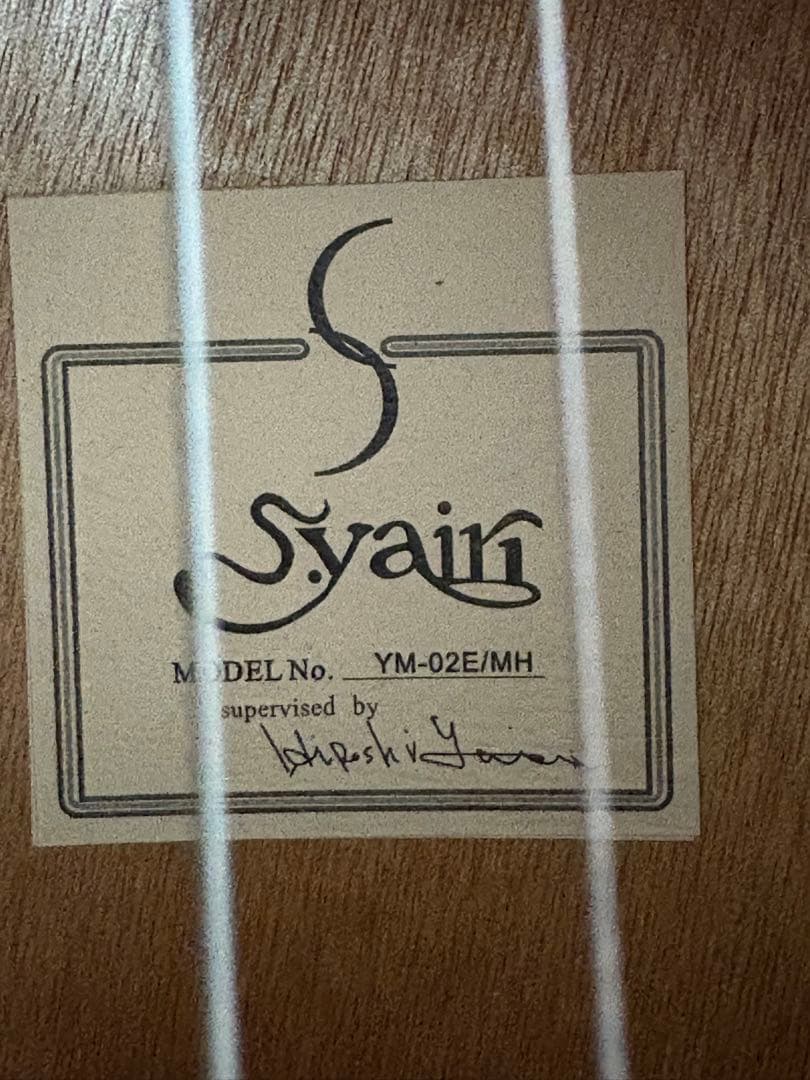 S
S.yairi
MODEL No. YM-02E/MH
supervised by
Hiroshi Yairi